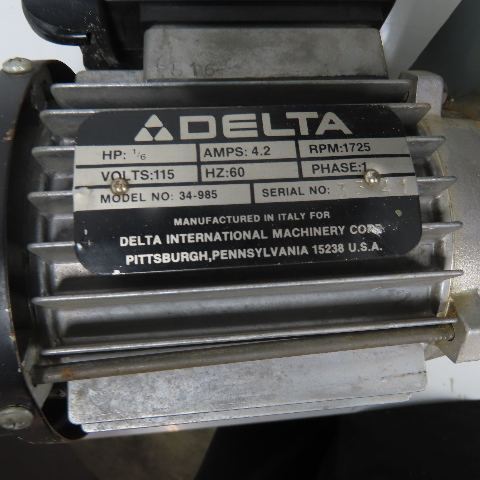 DELTA
HP: 1/6 AMPS: 4.2 RPM:1725
VOLTS:115 HZ:60 PHASE:1
MODEL NO: 34-985 SERIAL NO:
MANUFACTURED IN ITALY FOR
DELTA INTERNATIONAL MACHINERY CORP.
PITTSBURGH,PENNSYLVANIA 15238 U.S.A.